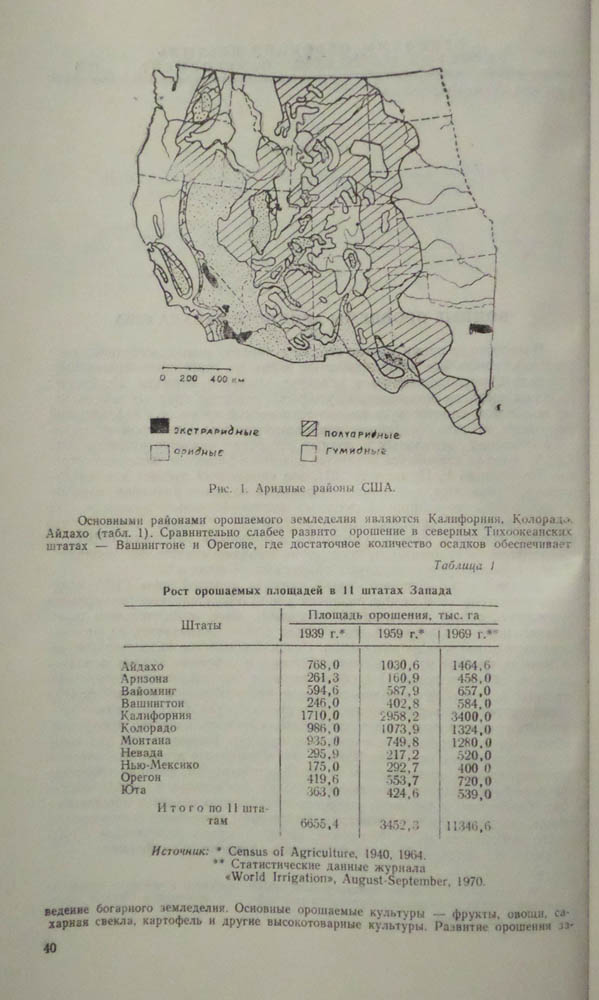 0 200 400 км
экстраридные
полуаридные
аридные
гумидные
Рис. 1. Аридные районы США.
Основными районами орошаемого земледелия являются Калифорния, Колорадо,
Айдахо (табл. 1). Сравнительно слабее развито орошение в северных Тихоокеанских
штатах — Вашингтоне и Орегоне, где достаточное количество осадков обеспечивает
Таблица 1
Рост орошаемых площадей в 11 штатах Запада
Штаты
Площадь орошения, тыс. га
1939 г.* 1959 г.* 1969 г.**
Айдахо 768,0 1030,6 1464,6
Аризона 261,3 160,9 458,0
Вайоминг 594,6 587,9 657,0
Вашингтон 246,0 402,8 584,0
Калифорния 1710,0 2958,2 3400,0
Колорадо 986,0 1073,9 1324,0
Монтана 935,0 749,8 1280,0
Невада 295,9 217,2 520,0
Нью-Мексико 175,0 292,7 400 0
Орегон 419,6 553,7 720,0
Юта 363,0 424,6 539,0
Итого по 11 шта-
там 6655,4 3452,3 11346,6
Источник: * Census of Agriculture, 1940, 1964.
** Статистические данные журнала
«World Irrigation», August-September, 1970.
ведение богарного земледелия. Основные орошаемые культуры — фрукты, овощи, са-
харная свекла, картофель и другие высокотоварные культуры. Развитие орошения за-
40